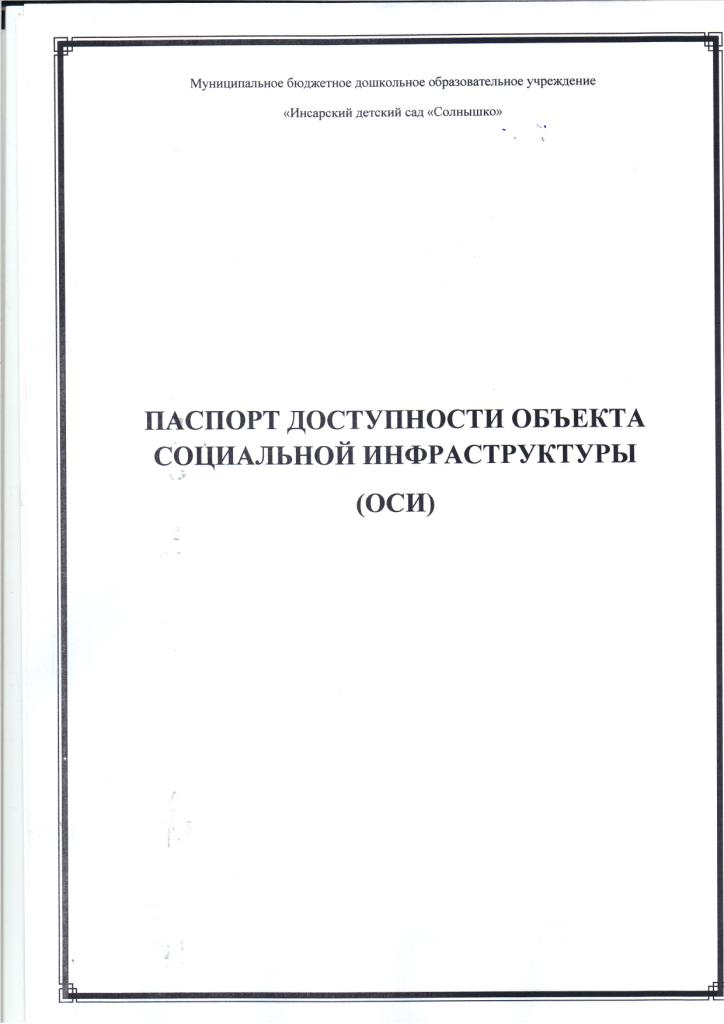 Муниципальное бюджетное дошкольное образовательное учреждение
«Инсарский детский сад «Солнышко»
ПАСПОРТ ДОСТУПНОСТИ ОБЪЕКТА
СОЦИАЛЬНОЙ ИНФРАСТРУКТУРЫ
(ОСИ)